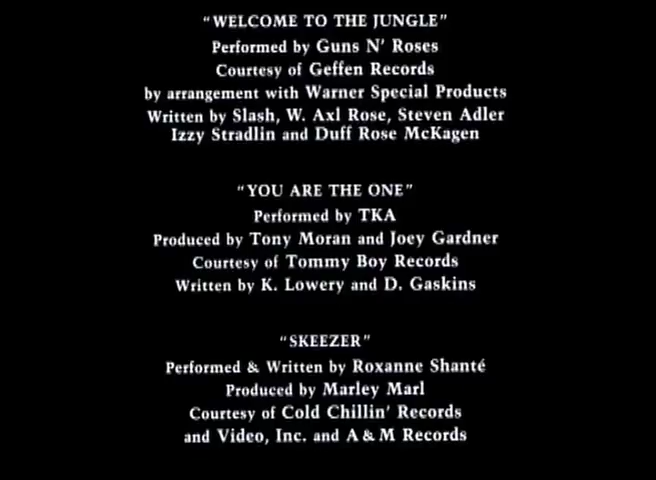 "WELCOME TO THE JUNGLE"
Performed by Guns N' Roses
Courtesy of Geffen Records
by arrangement with Warner Special Products
Written by Slash, W. Axl Rose, Steven Adler
Izzy Stradlin and Duff Rose McKagen
"YOU ARE THE ONE"
Performed by TKA
Produced by Tony Moran and Joey Gardner
Courtesy of Tommy Boy Records
Written by K. Lowery and D. Gaskins
"SKEEZER"
Performed & Written by Roxanne Shanté
Produced by Marley Marl
Courtesy of Cold Chillin' Records
and Video, Inc. and A & M Records